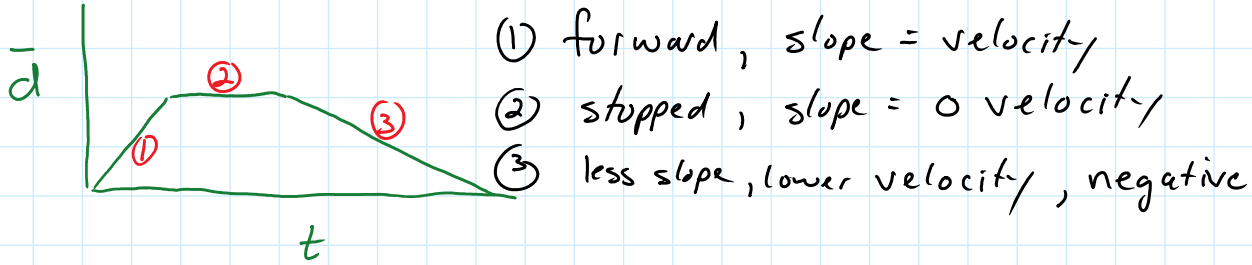 d̄
②
③
①
t
① forward, slope = velocity
② stopped, slope = 0 velocity
③ less slope, lower velocity, negative